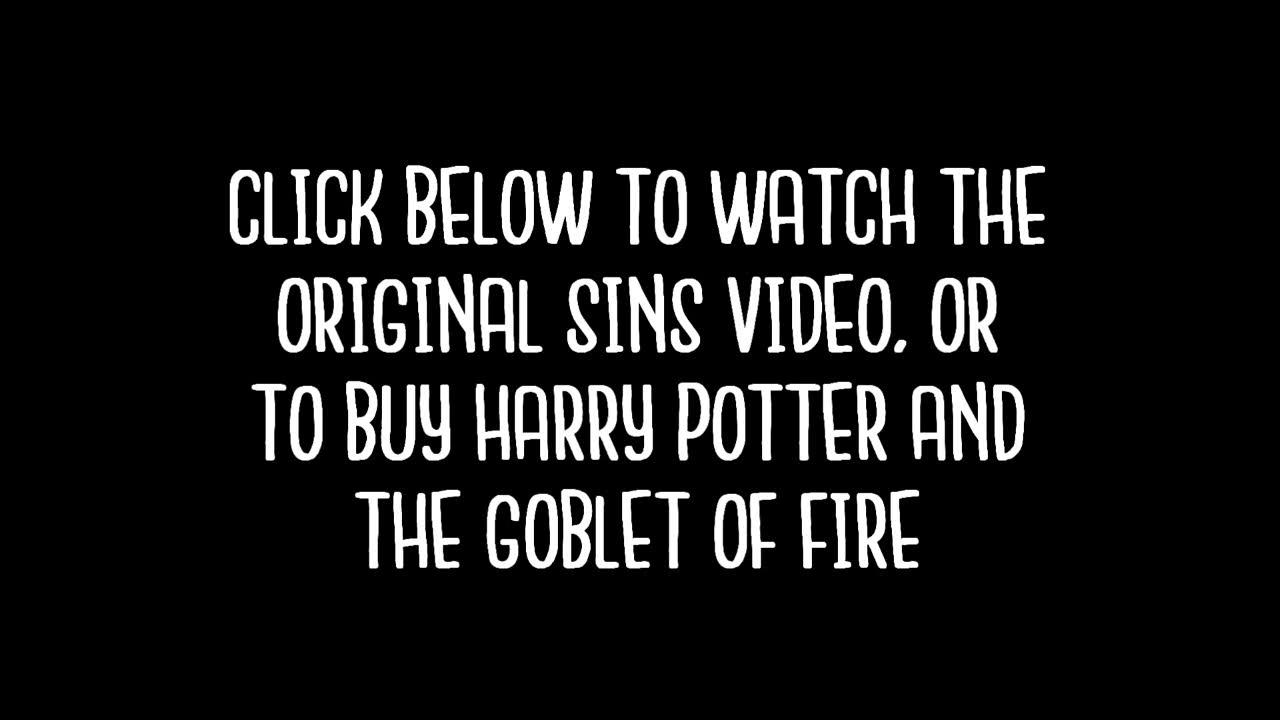 CLICK BELOW TO WATCH THE
ORIGINAL SINS VIDEO, OR
TO BUY HARRY POTTER AND
THE GOBLET OF FIRE